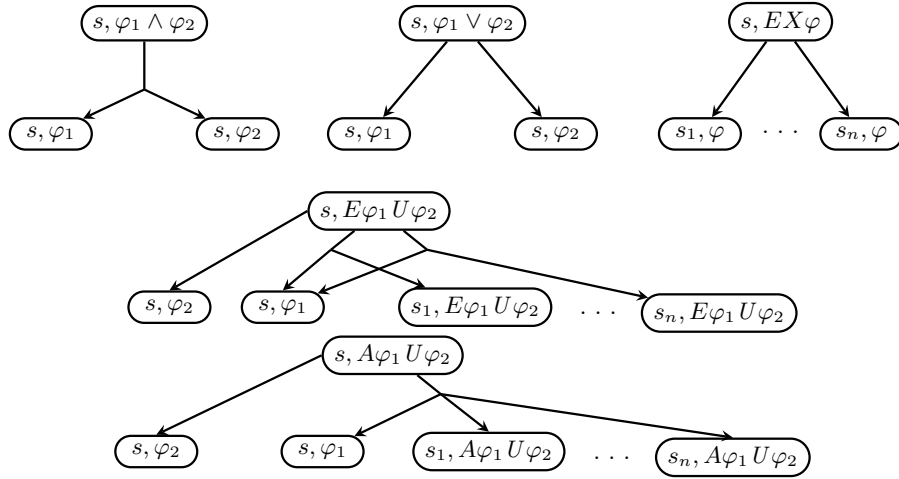 s, φ₁ ∧ φ₂ s, φ₁ ∨ φ₂ s, EXφ
s, φ₁ s, φ₂ s, φ₁ s, φ₂ s₁, φ · · · sₙ, φ
s, Eφ₁ U φ₂
s, φ₂ s, φ₁ s₁, Eφ₁ U φ₂ · · · sₙ, Eφ₁ U φ₂
s, Aφ₁ U φ₂
s, φ₂ s, φ₁ s₁, Aφ₁ U φ₂ · · · sₙ, Aφ₁ U φ₂